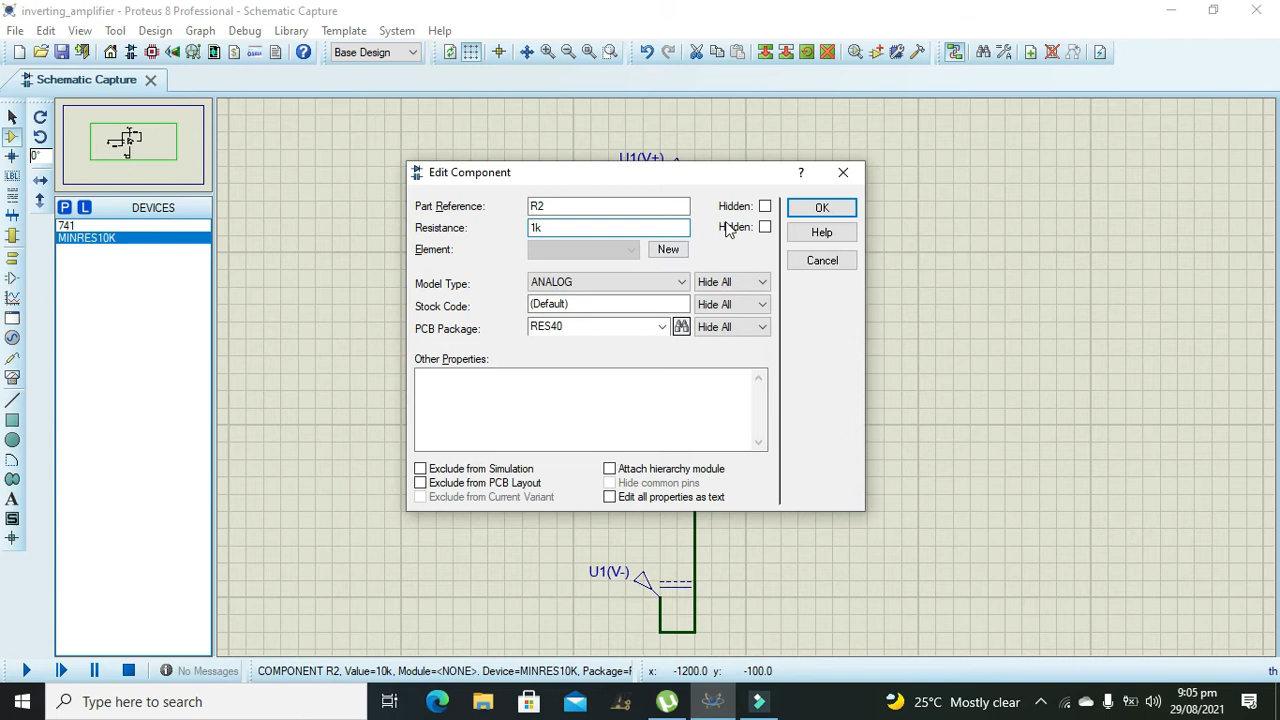 inverting_amplifier - Proteus 8 Professional - Schematic Capture
File Edit View Tool Design Graph Debug Library Template System Help
Base Design
Schematic Capture
0°
P L DEVICES
741
MINRES10K
LBL
U1(V+)
Edit Component
Part Reference: R2 Hidden: OK
Resistance: 1k Hidden: Help
Element: New Cancel
Model Type: ANALOG Hide All
Stock Code: (Default) Hide All
PCB Package: RES40 Hide All
Other Properties:
Exclude from Simulation Attach hierarchy module
Exclude from PCB Layout Hide common pins
Exclude from Current Variant Edit all properties as text
U1(V-)
No Messages COMPONENT R2, Value=10k, Module=<NONE>. Device=MINRES10K, Package=R x: -1200.0 y: -100.0 th
Type here to search 25°C Mostly clear 9:05 pm
29/08/2021